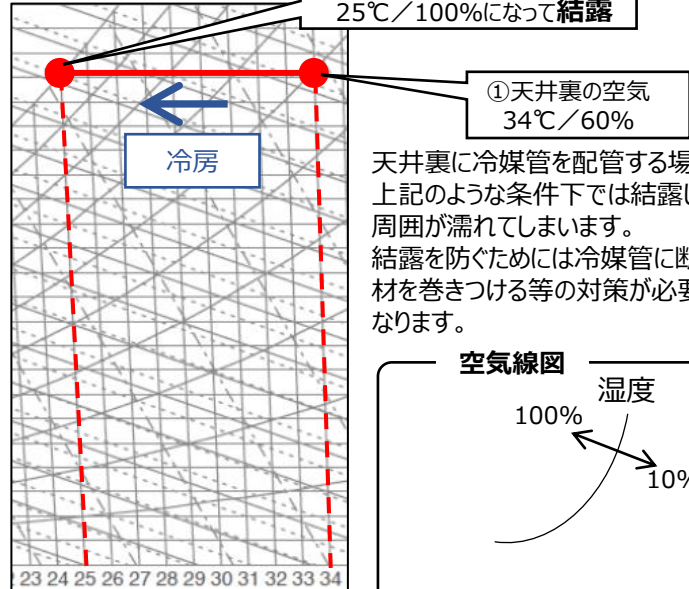 25℃／100%になって結露
①天井裏の空気
34℃／60%
冷房
天井裏に冷媒管を配管する場
上記のような条件下では結露し
周囲が濡れてしまいます。
結露を防ぐためには冷媒管に断
材を巻きつける等の対策が必要
なります。
空気線図
湿度
100%
10%
23 24 25 26 27 28 29 30 31 32 33 34